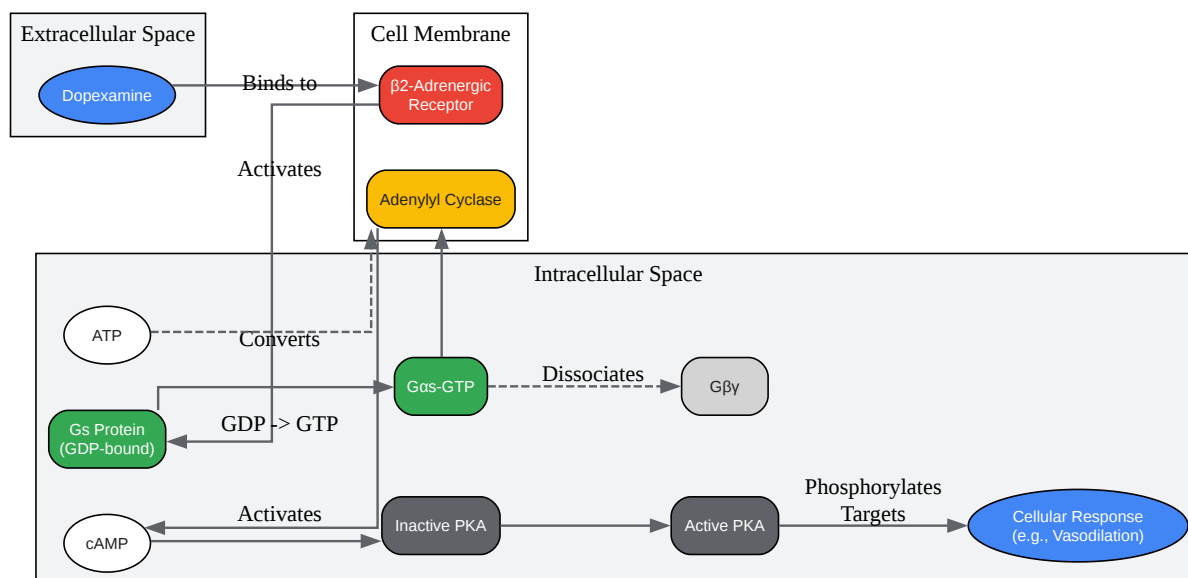 Extracellular Space
Cell Membrane
Dopexamine
Binds to
β2-Adrenergic
Receptor
Activates
Adenylyl Cyclase
Intracellular Space
ATP
Converts
Gαs-GTP
Dissociates
Gβγ
Gs Protein
(GDP-bound)
GDP -> GTP
cAMP
Activates
Inactive PKA
Active PKA
Phosphorylates
Targets
Cellular Response
(e.g., Vasodilation)